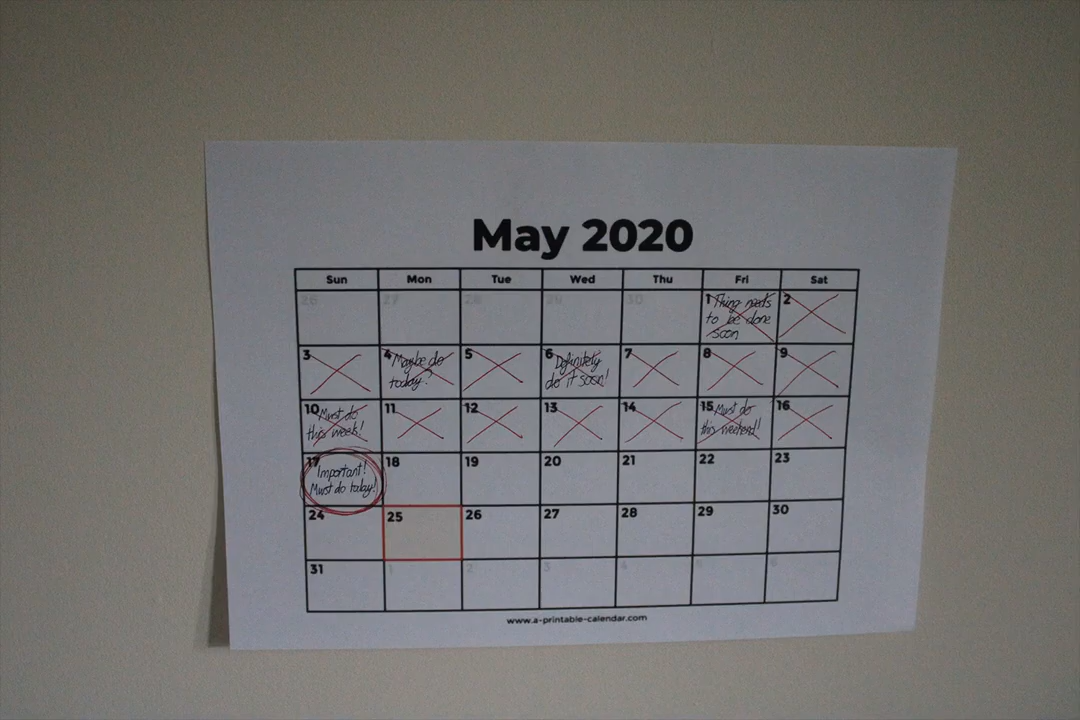 May 2020
Sun Mon Tue Wed Thu Fri Sat
26 27 28 29 30 1 Thing needs to be done soon 2
3 4 Maybe do today? 5 6 Definitely do it soon! 7 8 9
10 Must do this week! 11 12 13 14 15 Must do this weekend! 16
17 Important! Must do today! 18 19 20 21 22 23
24 25 26 27 28 29 30
31 1 2 3 4 5 6
www.a-printable-calendar.com